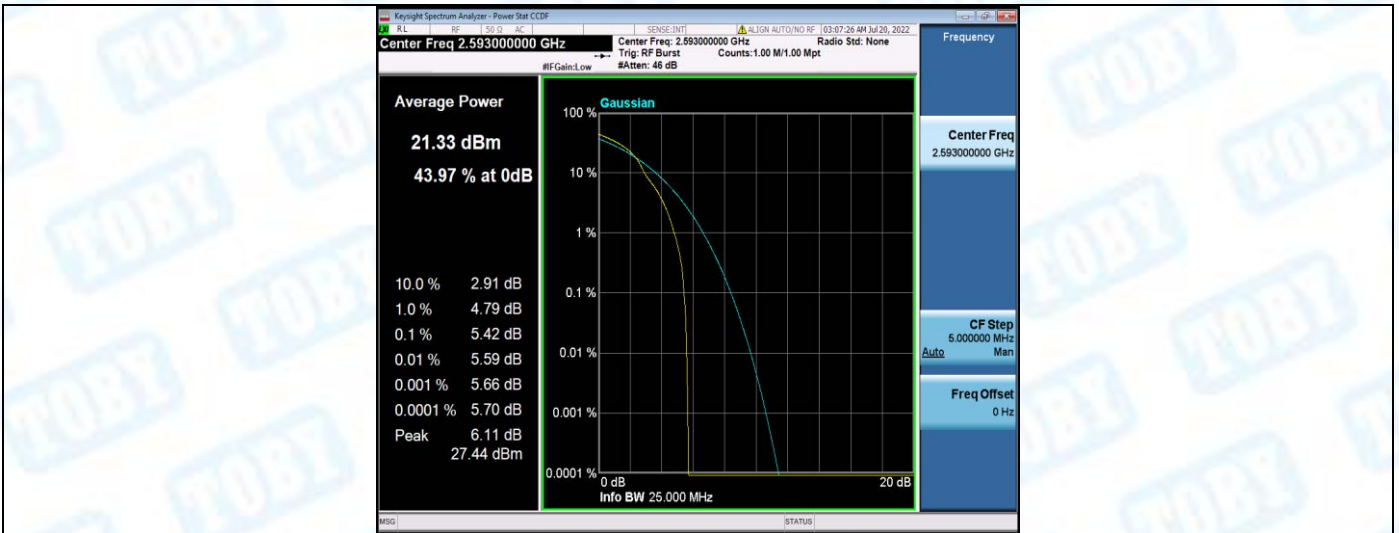 Keysight Spectrum Analyzer - Power Stat CCDF
RL RF 50 Ω AC SENSE:INT ALIGN AUTO/NO RF 03:07:26 AM Jul 20, 2022
Center Freq 2.593000000 GHz
Center Freq: 2.593000000 GHz Radio Std: None
Trig: RF Burst Counts:1.00 M/1.00 Mpt
#IFGain:Low #Atten: 46 dB
Frequency
Average Power
21.33 dBm
43.97 % at 0dB
10.0 % 2.91 dB
1.0 % 4.79 dB
0.1 % 5.42 dB
0.01 % 5.59 dB
0.001 % 5.66 dB
0.0001 % 5.70 dB
Peak 6.11 dB
27.44 dBm
Gaussian
100 %
10 %
1 %
0.1 %
0.01 %
0.001 %
0.0001 %
0 dB 20 dB
Info BW 25.000 MHz
Center Freq
2.593000000 GHz
CF Step
5.000000 MHz
Auto Man
Freq Offset
0 Hz
MSG STATUS
TOBY